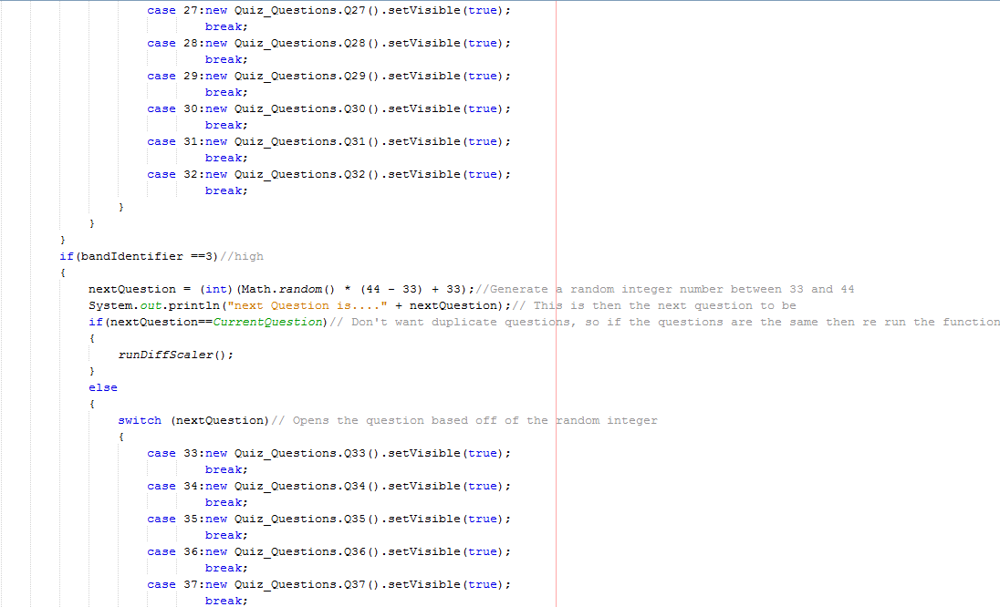 case 27:new Quiz_Questions.Q27().setVisible(true);
break;
case 28:new Quiz_Questions.Q28().setVisible(true);
break;
case 29:new Quiz_Questions.Q29().setVisible(true);
break;
case 30:new Quiz_Questions.Q30().setVisible(true);
break;
case 31:new Quiz_Questions.Q31().setVisible(true);
break;
case 32:new Quiz_Questions.Q32().setVisible(true);
break;
}
}
}
if(bandIdentifier ==3)//high
{
nextQuestion = (int)(Math.random() * (44 - 33) + 33);//Generate a random integer number between 33 and 44
System.out.println("next Question is...." + nextQuestion);// This is then the next question to be
if(nextQuestion==CurrentQuestion)// Don't want duplicate questions, so if the questions are the same then re run the function
{
runDiffScaler();
}
else
{
switch (nextQuestion)// Opens the question based off of the random integer
{
case 33:new Quiz_Questions.Q33().setVisible(true);
break;
case 34:new Quiz_Questions.Q34().setVisible(true);
break;
case 35:new Quiz_Questions.Q35().setVisible(true);
break;
case 36:new Quiz_Questions.Q36().setVisible(true);
break;
case 37:new Quiz_Questions.Q37().setVisible(true);
break;